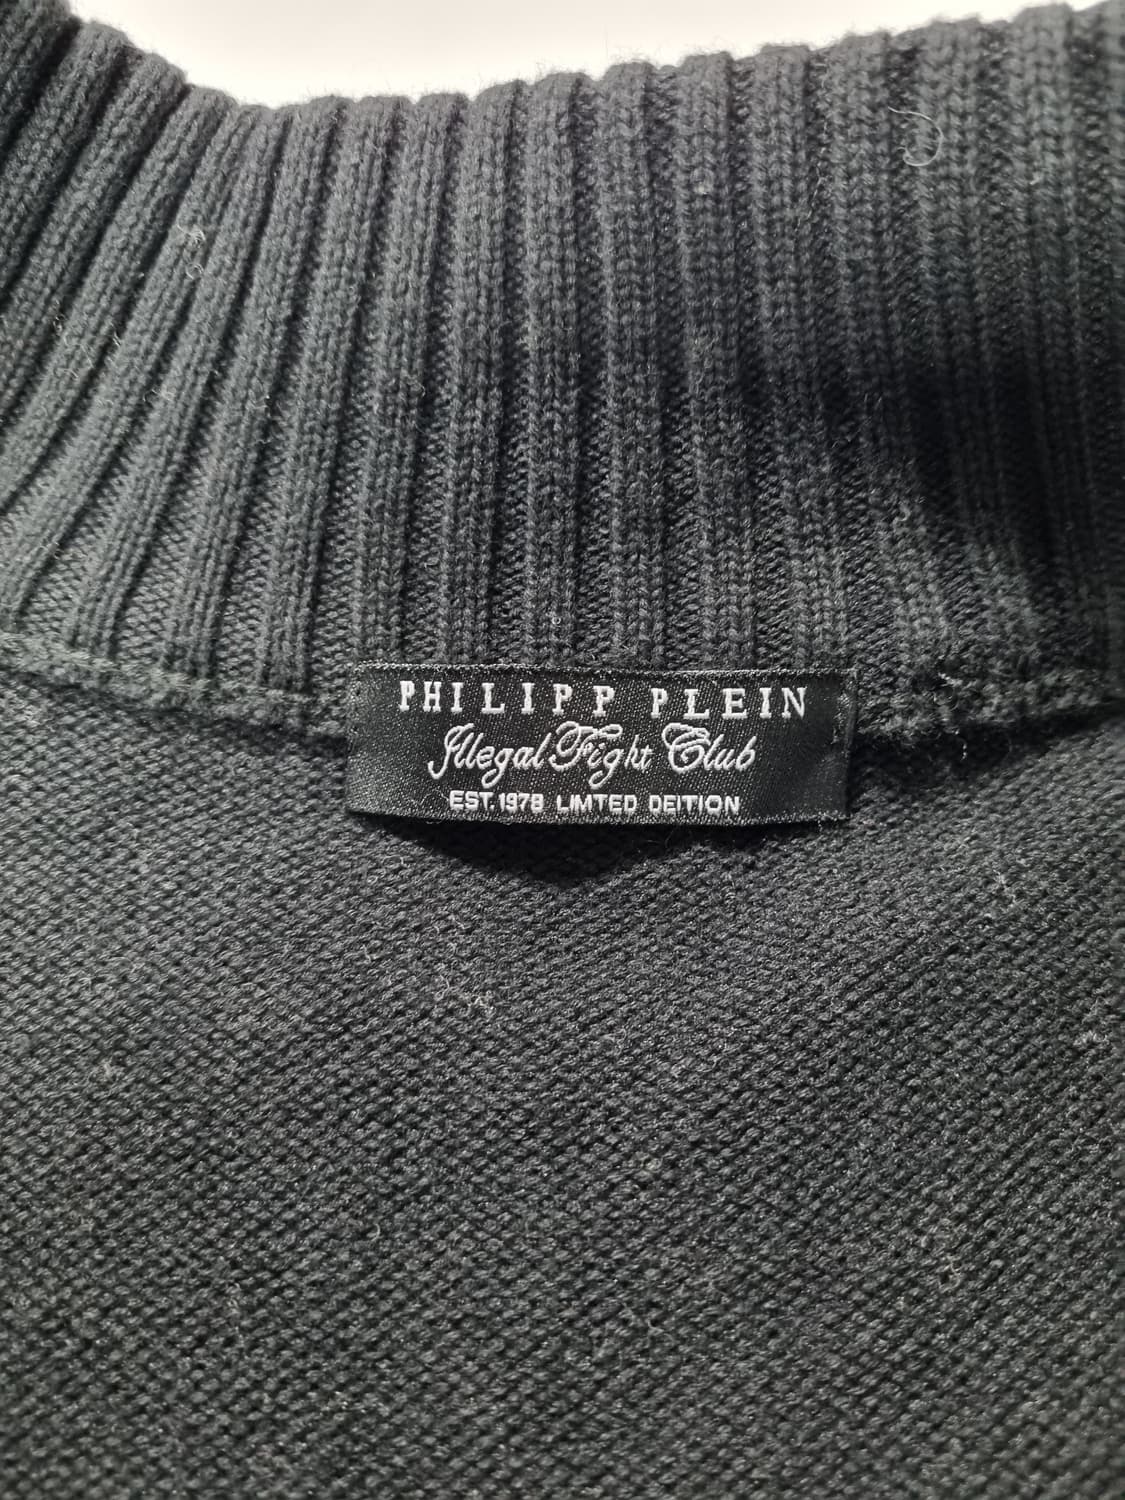 PHILIPP PLEIN
Illegal Fight Club
EST. 1978 LIMTED DEITION